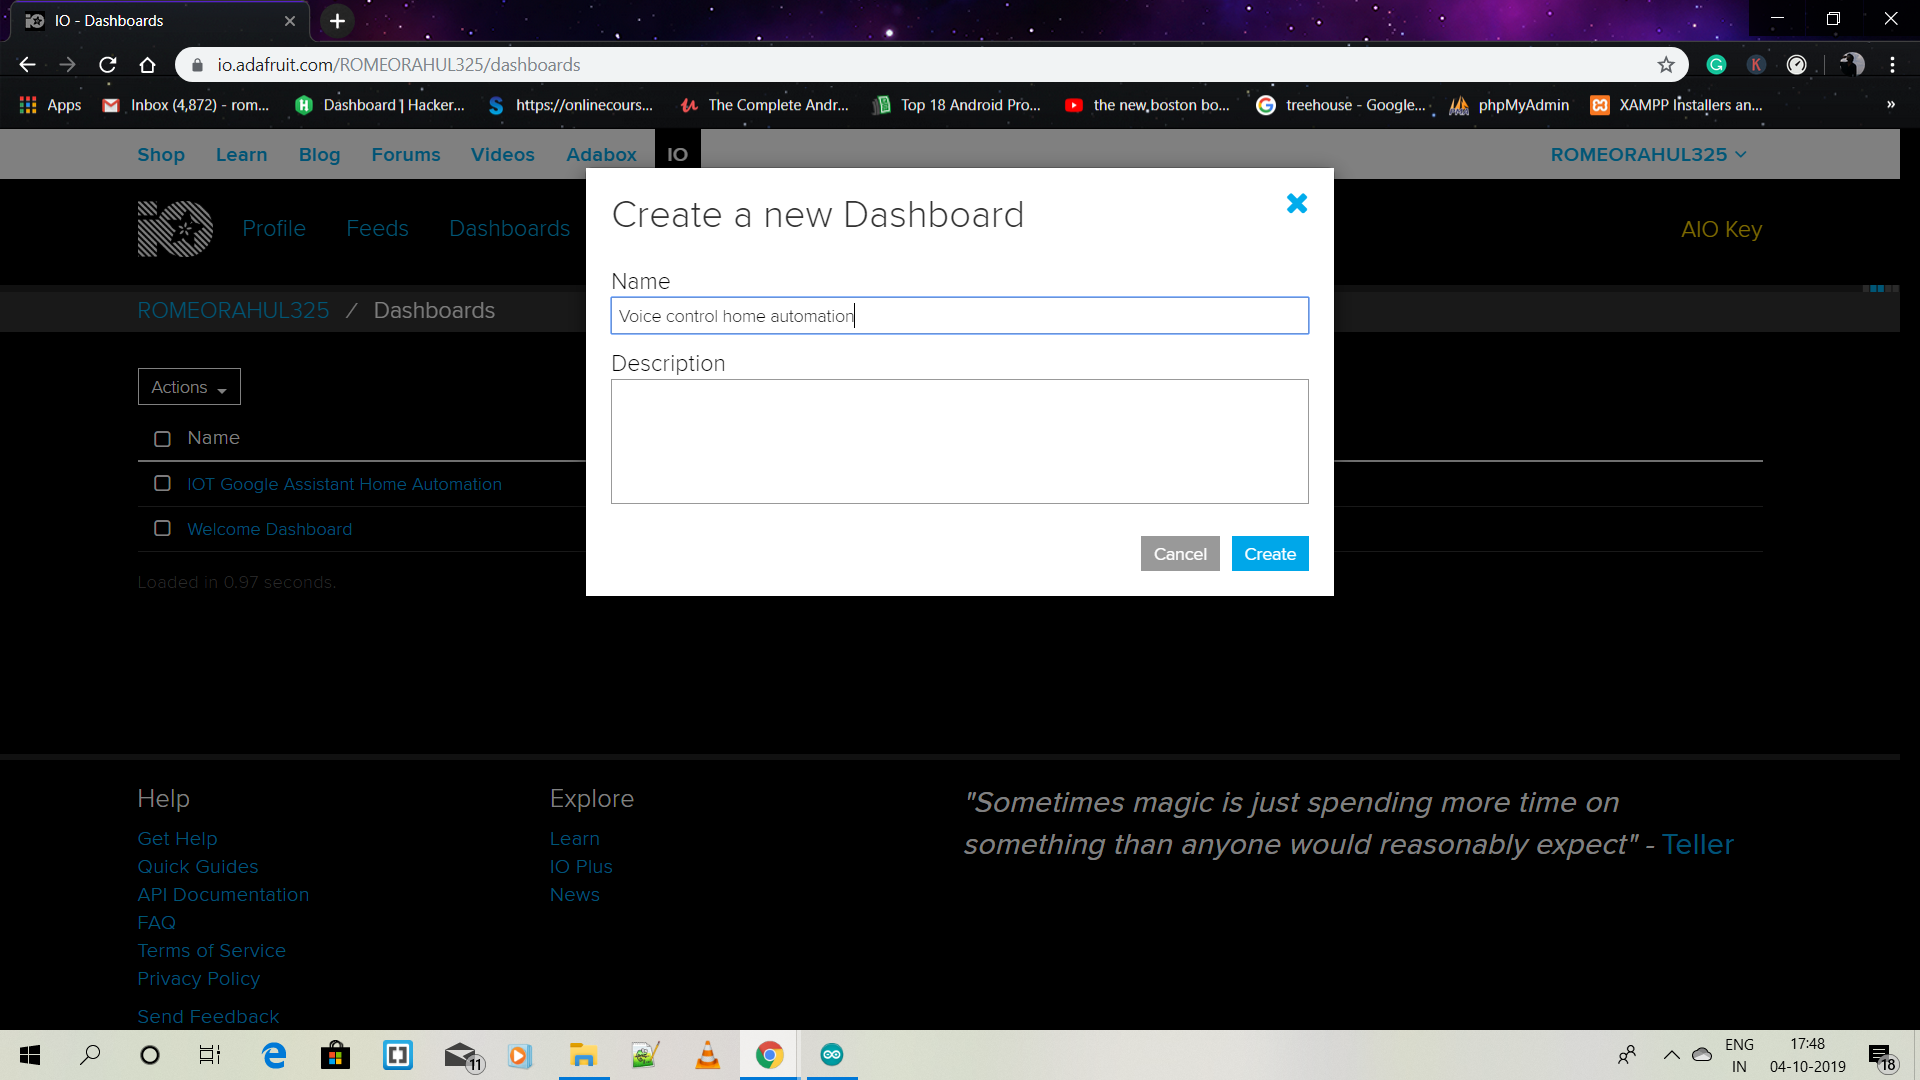 IO - Dashboards
io.adafruit.com/ROMEORAHUL325/dashboards
Apps Inbox (4,872) - rom... Dashboard | Hacker... https://onlinecours... The Complete Andr... Top 18 Android Pro... the new boston bo... treehouse - Google... phpMyAdmin XAMPP Installers an... »
Shop Learn Blog Forums Videos Adabox IO ROMEORAHUL325
Profile Feeds Dashboards AIO Key
ROMEORAHUL325 / Dashboards
Create a new Dashboard
Name
Voice control home automation
Description
Cancel Create
Actions
Name
IOT Google Assistant Home Automation
Welcome Dashboard
Loaded in 0.97 seconds.
Help
Get Help
Quick Guides
API Documentation
FAQ
Terms of Service
Privacy Policy
Send Feedback
Explore
Learn
IO Plus
News
"Sometimes magic is just spending more time on
something than anyone would reasonably expect" - Teller
11
ENG
IN
17:48
04-10-2019
18